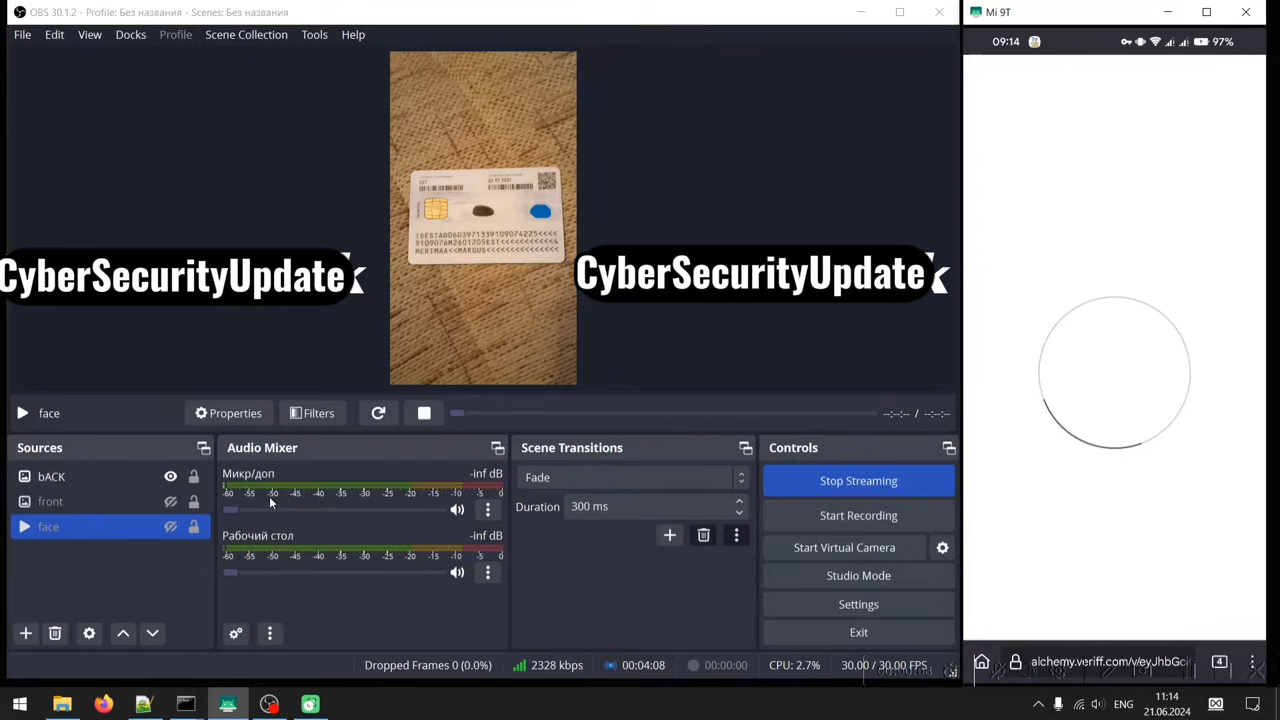 OBS 30.1.2 - Profile: Без названия - Scenes: Без названия
Mi 9T
File Edit View Docks Profile Scene Collection Tools Help
09:14
97%
CyberSecurityUpdate
CyberSecurityUpdate
face
Properties
Filters
--:--:-- / --:--:--
Sources
Audio Mixer
Scene Transitions
Controls
bACK
front
face
Микр/доп
-inf dB
-60 -55 -50 -45 -40 -35 -30 -25 -20 -15 -10 -5 0
Рабочий стол
-inf dB
-60 -55 -50 -45 -40 -35 -30 -25 -20 -15 -10 -5 0
Fade
Duration
300 ms
Stop Streaming
Start Recording
Start Virtual Camera
Studio Mode
Settings
Exit
Dropped Frames 0 (0.0%)
2328 kbps
00:04:08
00:00:00
CPU: 2.7%
30.00 / 30.00 FPS
alchemy.veriff.com/v/eyJhbGci
4
ENG
11:14
21.06.2024